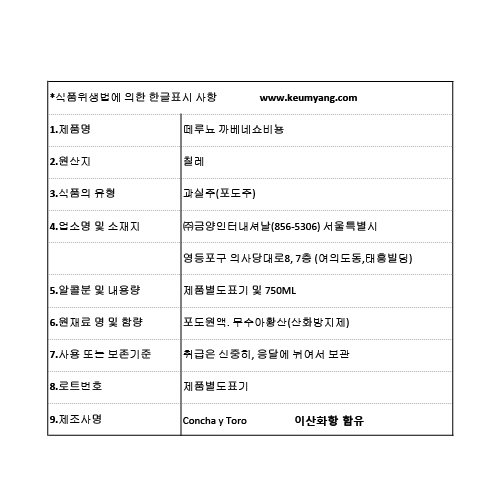 *식품위생법에 의한 한글표시 사항 www.keumyang.com
1.제품명 떼루뇨 까베네쇼비뇽
2.원산지 칠레
3.식품의 유형 과실주(포도주)
4.업소명 및 소재지 ㈜금양인터내셔날(856-5306) 서울특별시
영등포구 의사당대로8, 7층 (여의도동,태흥빌딩)
5.알콜분 및 내용량 제품별도표기 및 750ML
6.원재료 명 및 함량 포도원액. 무수아황산(산화방지제)
7.사용 또는 보존기준 취급은 신중히, 응달에 뉘여서 보관
8.로트번호 제품별도표기
9.제조사명 Concha y Toro 이산화항 함유